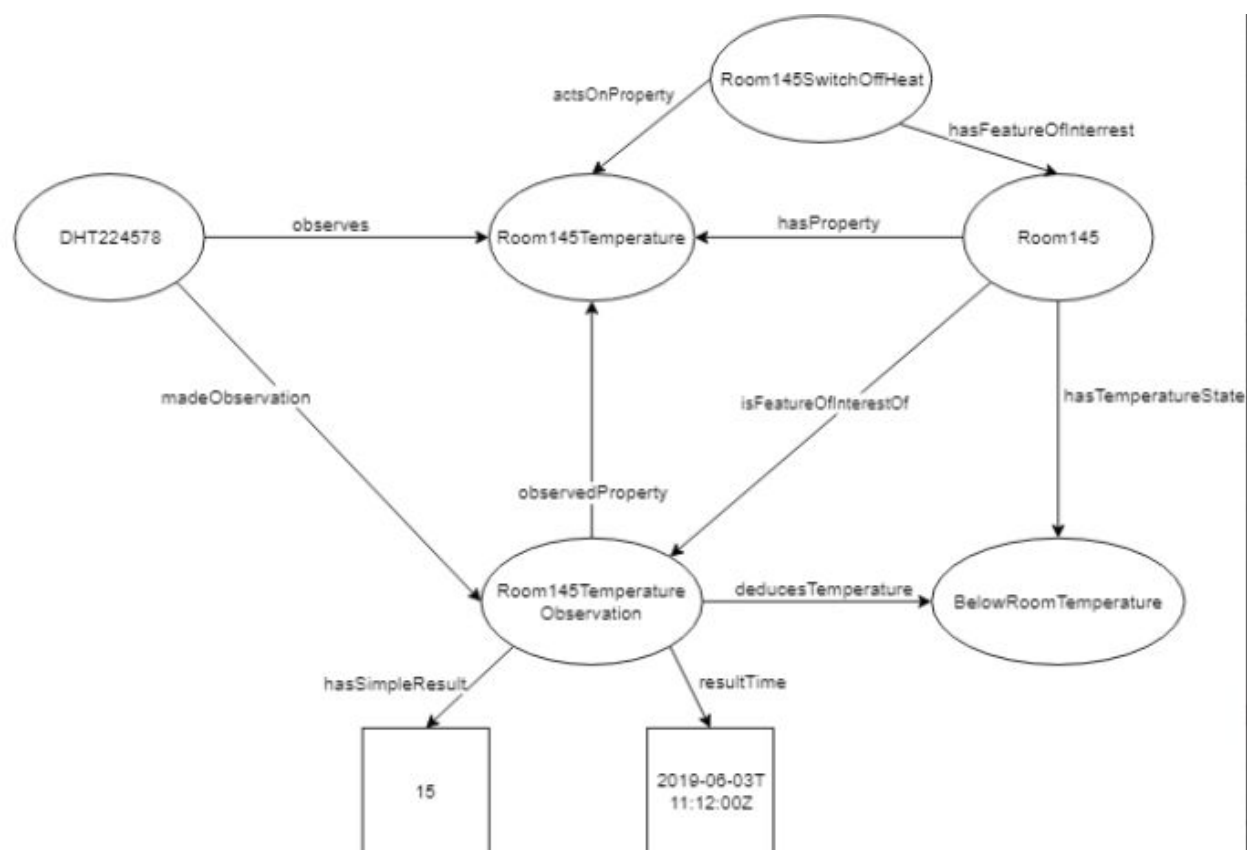 Room145SwitchOffHeat
actsOnProperty
hasFeatureOfInterrest
DHT224578
observes
Room145Temperature
hasProperty
Room145
madeObservation
isFeatureOfInterestOf
hasTemperatureState
observedProperty
Room145Temperature
Observation
deducesTemperature
BelowRoomTemperature
hasSimpleResult
resultTime
15
2019-06-03T
11:12:00Z